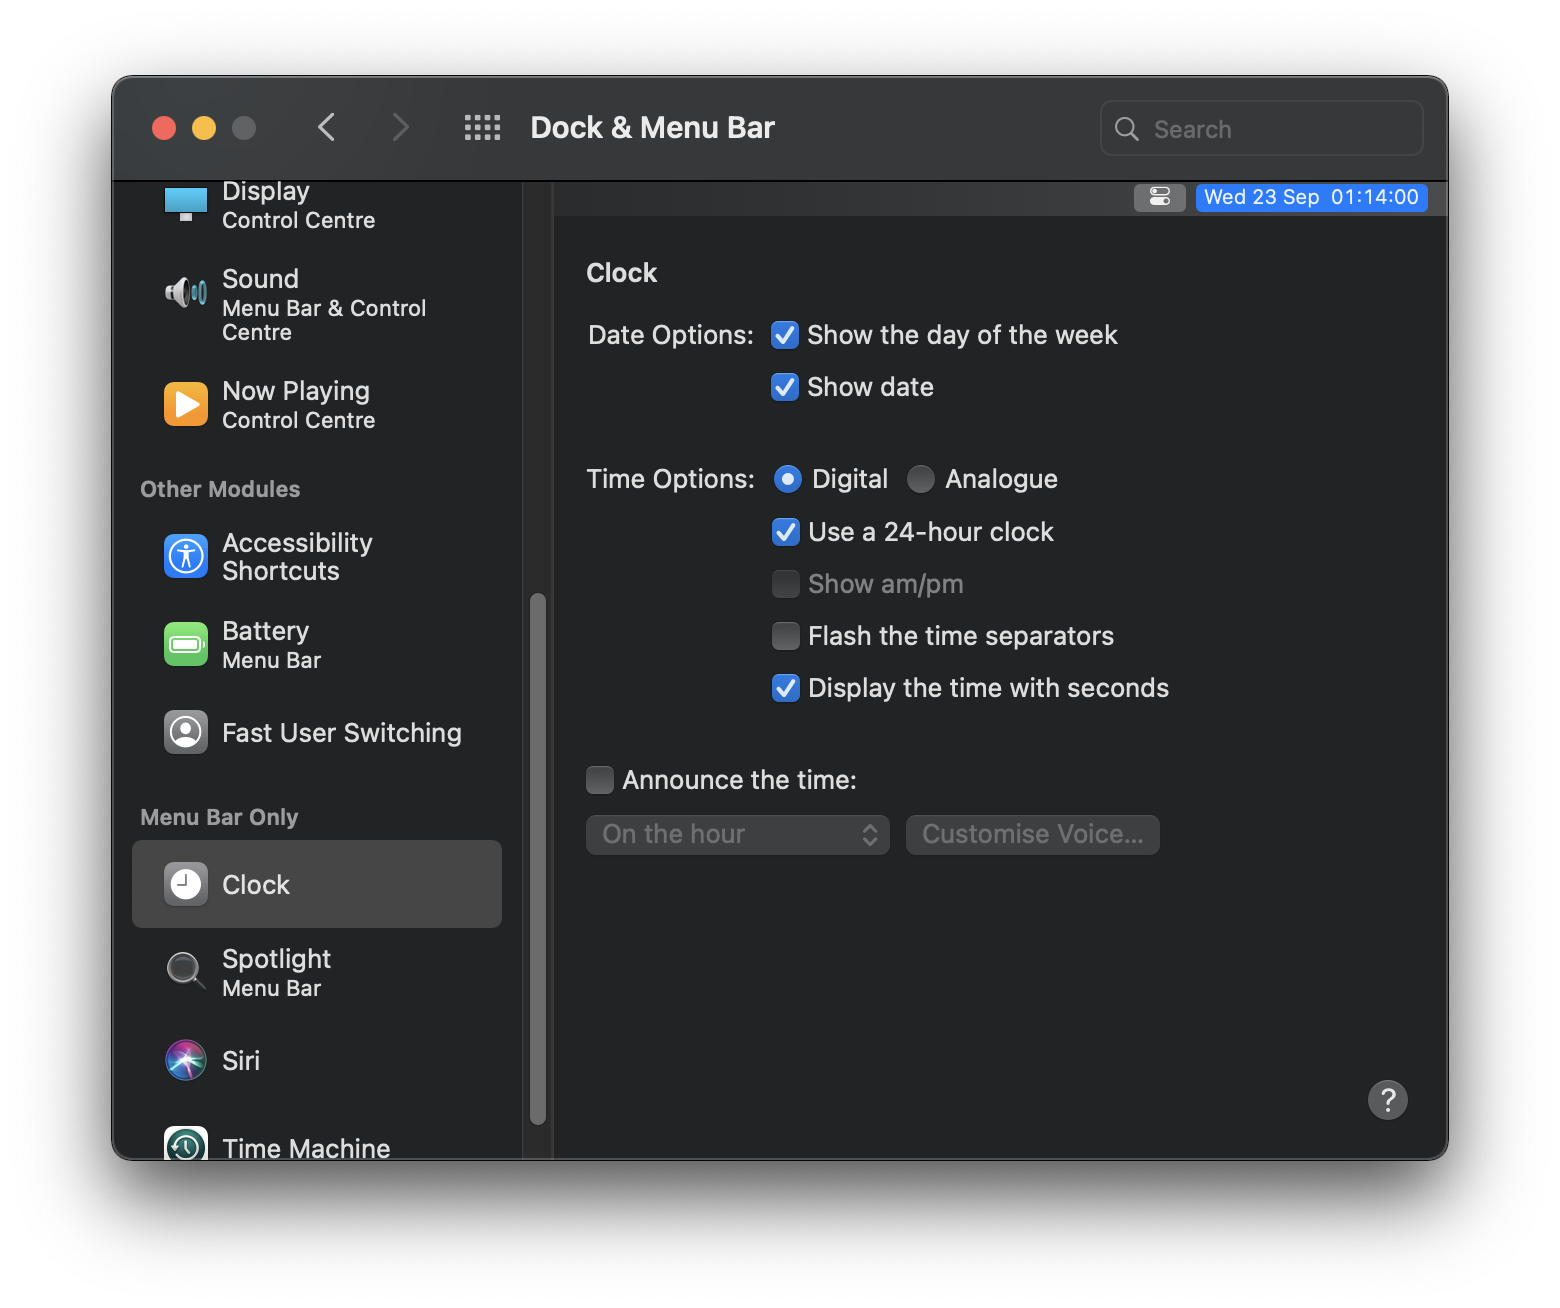 Dock & Menu Bar
Search
Display
Control Centre
Sound
Menu Bar & Control
Centre
Now Playing
Control Centre
Other Modules
Accessibility
Shortcuts
Battery
Menu Bar
Fast User Switching
Menu Bar Only
Clock
Spotlight
Menu Bar
Siri
Time Machine
Wed 23 Sep 01:14:00
Clock
Date Options: Show the day of the week
Show date
Time Options: Digital Analogue
Use a 24-hour clock
Show am/pm
Flash the time separators
Display the time with seconds
Announce the time:
On the hour Customise Voice...
?